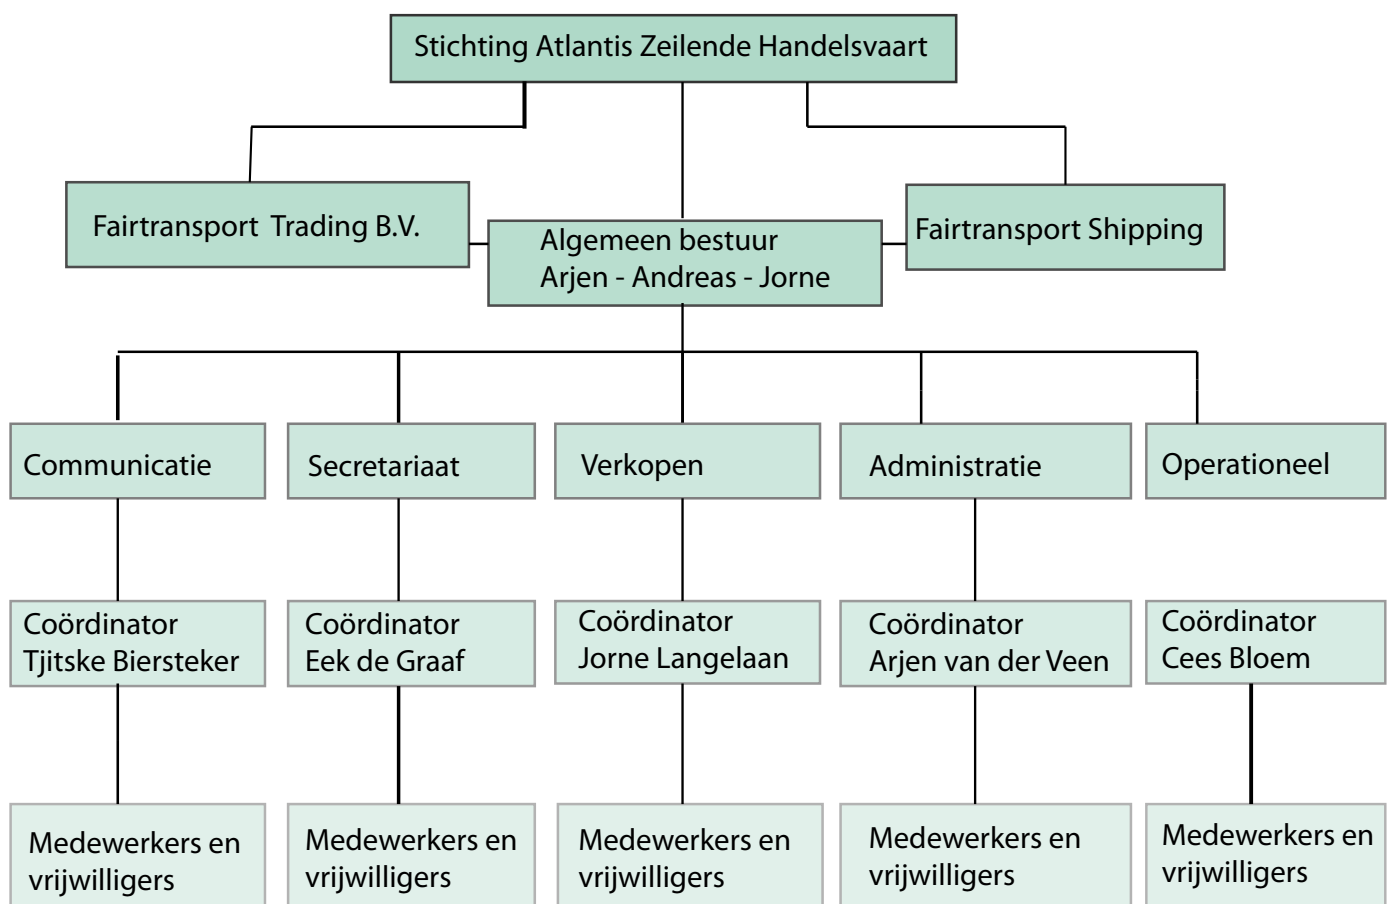 Stichting Atlantis Zeilende Handelsvaart
Fairtransport Trading B.V.
Algemeen bestuur
Arjen - Andreas - Jorne
Fairtransport Shipping
Communicatie
Secretariaat
Verkopen
Administratie
Operationeel
Coördinator
Tjitske Biersteker
Coördinator
Eek de Graaf
Coördinator
Jorne Langelaan
Coördinator
Arjen van der Veen
Coördinator
Cees Bloem
Medewerkers en
vrijwilligers
Medewerkers en
vrijwilligers
Medewerkers en
vrijwilligers
Medewerkers en
vrijwilligers
Medewerkers en
vrijwilligers